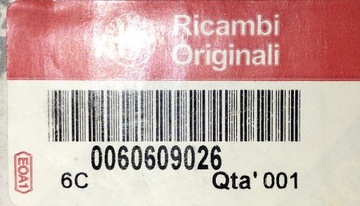 Ricambi
Originali
0060609026
6C Qta' 001
EOA1